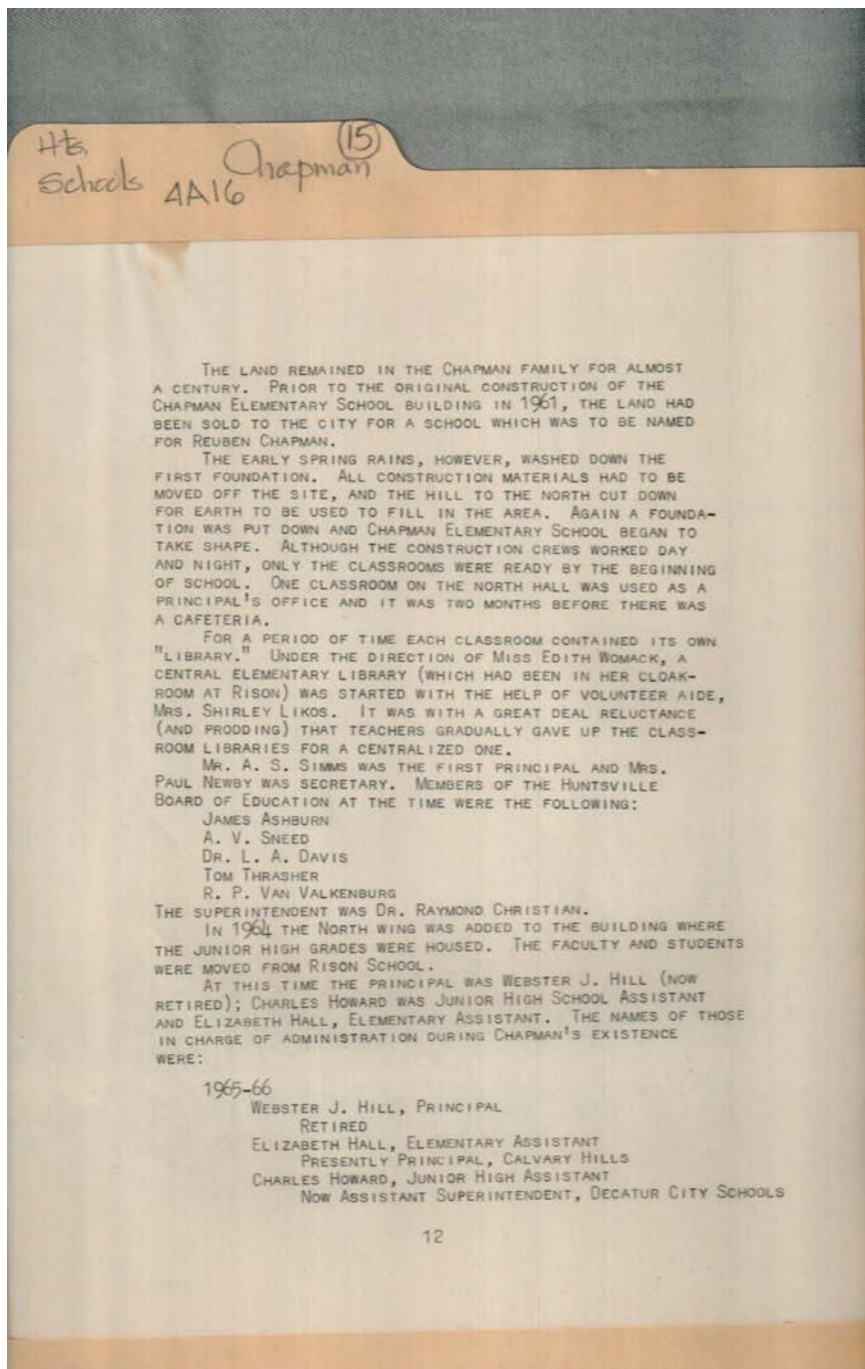 Hts. Chapman (15)
Schools 4A16
THE LAND REMAINED IN THE CHAPMAN FAMILY FOR ALMOST
A CENTURY. PRIOR TO THE ORIGINAL CONSTRUCTION OF THE
CHAPMAN ELEMENTARY SCHOOL BUILDING IN 1961, THE LAND HAD
BEEN SOLD TO THE CITY FOR A SCHOOL WHICH WAS TO BE NAMED
FOR REUBEN CHAPMAN.
THE EARLY SPRING RAINS, HOWEVER, WASHED DOWN THE
FIRST FOUNDATION. ALL CONSTRUCTION MATERIALS HAD TO BE
MOVED OFF THE SITE, AND THE HILL TO THE NORTH CUT DOWN
FOR EARTH TO BE USED TO FILL IN THE AREA. AGAIN A FOUNDA-
TION WAS PUT DOWN AND CHAPMAN ELEMENTARY SCHOOL BEGAN TO
TAKE SHAPE. ALTHOUGH THE CONSTRUCTION CREWS WORKED DAY
AND NIGHT, ONLY THE CLASSROOMS WERE READY BY THE BEGINNING
OF SCHOOL. ONE CLASSROOM ON THE NORTH HALL WAS USED AS A
PRINCIPAL'S OFFICE AND IT WAS TWO MONTHS BEFORE THERE WAS
A CAFETERIA.
FOR A PERIOD OF TIME EACH CLASSROOM CONTAINED ITS OWN
"LIBRARY." UNDER THE DIRECTION OF MISS EDITH WOMACK, A
CENTRAL ELEMENTARY LIBRARY (WHICH HAD BEEN IN HER CLOAK-
ROOM AT RISON) WAS STARTED WITH THE HELP OF VOLUNTEER AIDE,
MRS. SHIRLEY LIKOS. IT WAS WITH A GREAT DEAL RELUCTANCE
(AND PRODDING) THAT TEACHERS GRADUALLY GAVE UP THE CLASS-
ROOM LIBRARIES FOR A CENTRALIZED ONE.
MR. A. S. SIMMS WAS THE FIRST PRINCIPAL AND MRS.
PAUL NEWBY WAS SECRETARY. MEMBERS OF THE HUNTSVILLE
BOARD OF EDUCATION AT THE TIME WERE THE FOLLOWING:
JAMES ASHBURN
A. V. SNEED
DR. L. A. DAVIS
TOM THRASHER
R. P. VAN VALKENBURG
THE SUPERINTENDENT WAS DR. RAYMOND CHRISTIAN.
IN 1964 THE NORTH WING WAS ADDED TO THE BUILDING WHERE
THE JUNIOR HIGH GRADES WERE HOUSED. THE FACULTY AND STUDENTS
WERE MOVED FROM RISON SCHOOL.
AT THIS TIME THE PRINCIPAL WAS WEBSTER J. HILL (NOW
RETIRED); CHARLES HOWARD WAS JUNIOR HIGH SCHOOL ASSISTANT
AND ELIZABETH HALL, ELEMENTARY ASSISTANT. THE NAMES OF THOSE
IN CHARGE OF ADMINISTRATION DURING CHAPMAN'S EXISTENCE
WERE:
1965-66
WEBSTER J. HILL, PRINCIPAL
RETIRED
ELIZABETH HALL, ELEMENTARY ASSISTANT
PRESENTLY PRINCIPAL, CALVARY HILLS
CHARLES HOWARD, JUNIOR HIGH ASSISTANT
NOW ASSISTANT SUPERINTENDENT, DECATUR CITY SCHOOLS
12